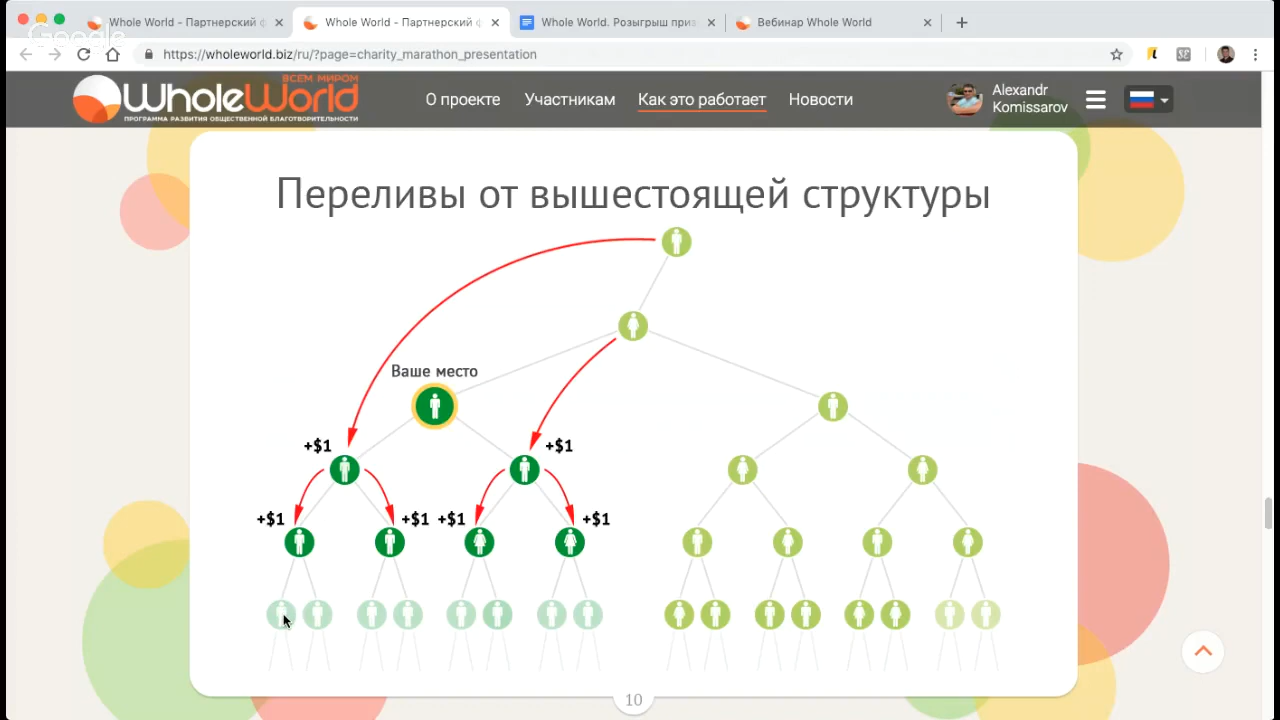 Whole World - Партнерский ф
Whole World - Партнерский ф
Whole World. Розыгрыш приз
Вебинар Whole World
Google
https://wholeworld.biz/ru/?page=charity_marathon_presentation
ВСЕМ МИРОМ
WholeWorld
ПРОГРАММА РАЗВИТИЯ ОБЩЕСТВЕННОЙ БЛАГОТВОРИТЕЛЬНОСТИ
О проекте
Участникам
Как это работает
Новости
Alexandr
Komissarov
Переливы от вышестоящей структуры
Ваше место
+$1
+$1
+$1
+$1
+$1
+$1
10